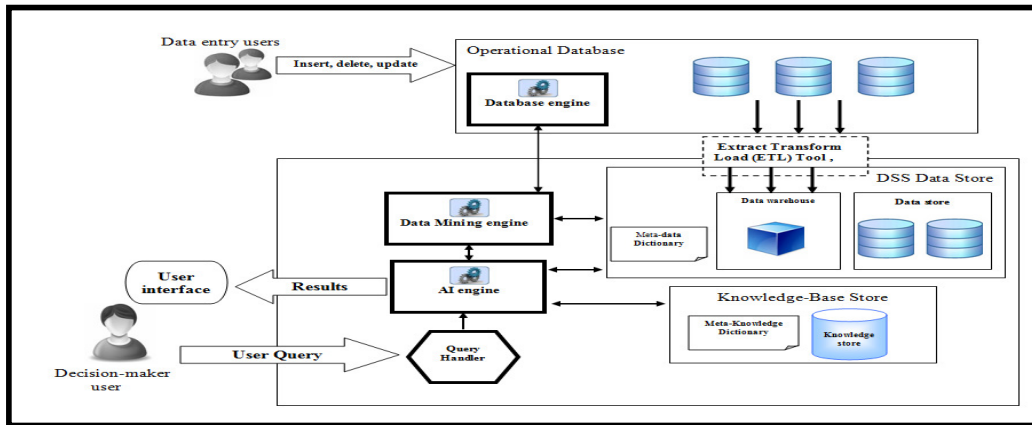 Data entry users
Insert, delete, update
Operational Database
Database engine
Extract Transform
Load (ETL) Tool ,
DSS Data Store
Data Mining engine
Meta-data
Dictionary
Data warehouse
Data store
User
interface
Results
AI engine
Knowledge-Base Store
Meta-Knowledge
Dictionary
Knowledge
store
Decision-maker
user
User Query
Query
Handler